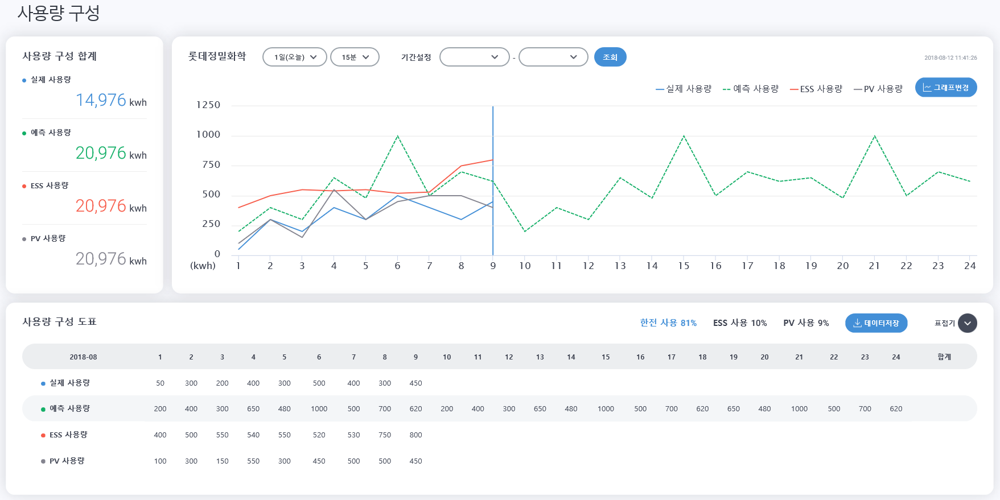 사용량 구성
사용량 구성 합계
실제 사용량
14,976 kwh
예측 사용량
20,976 kwh
ESS 사용량
20,976 kwh
PV 사용량
20,976 kwh
롯데정밀화학 1일(오늘) 15분 기간설정 - 조회 2018-08-12 11:41:26
실제 사용량 예측 사용량 ESS 사용량 PV 사용량 그래프변경
1250
1000
750
500
250
0
(kwh) 1 2 3 4 5 6 7 8 9 10 11 12 13 14 15 16 17 18 19 20 21 22 23 24
사용량 구성 도표 한전 사용 81% ESS 사용 10% PV 사용 9% 데이터저장 표접기
2018-08 1 2 3 4 5 6 7 8 9 10 11 12 13 14 15 16 17 18 19 20 21 22 23 24 합계
실제 사용량 50 300 200 400 300 500 400 300 450
예측 사용량 200 400 300 650 480 1000 500 700 620 200 400 300 650 480 1000 500 700 620 650 480 1000 500 700 620
ESS 사용량 400 500 550 540 550 520 530 750 800
PV 사용량 100 300 150 550 300 450 500 500 450